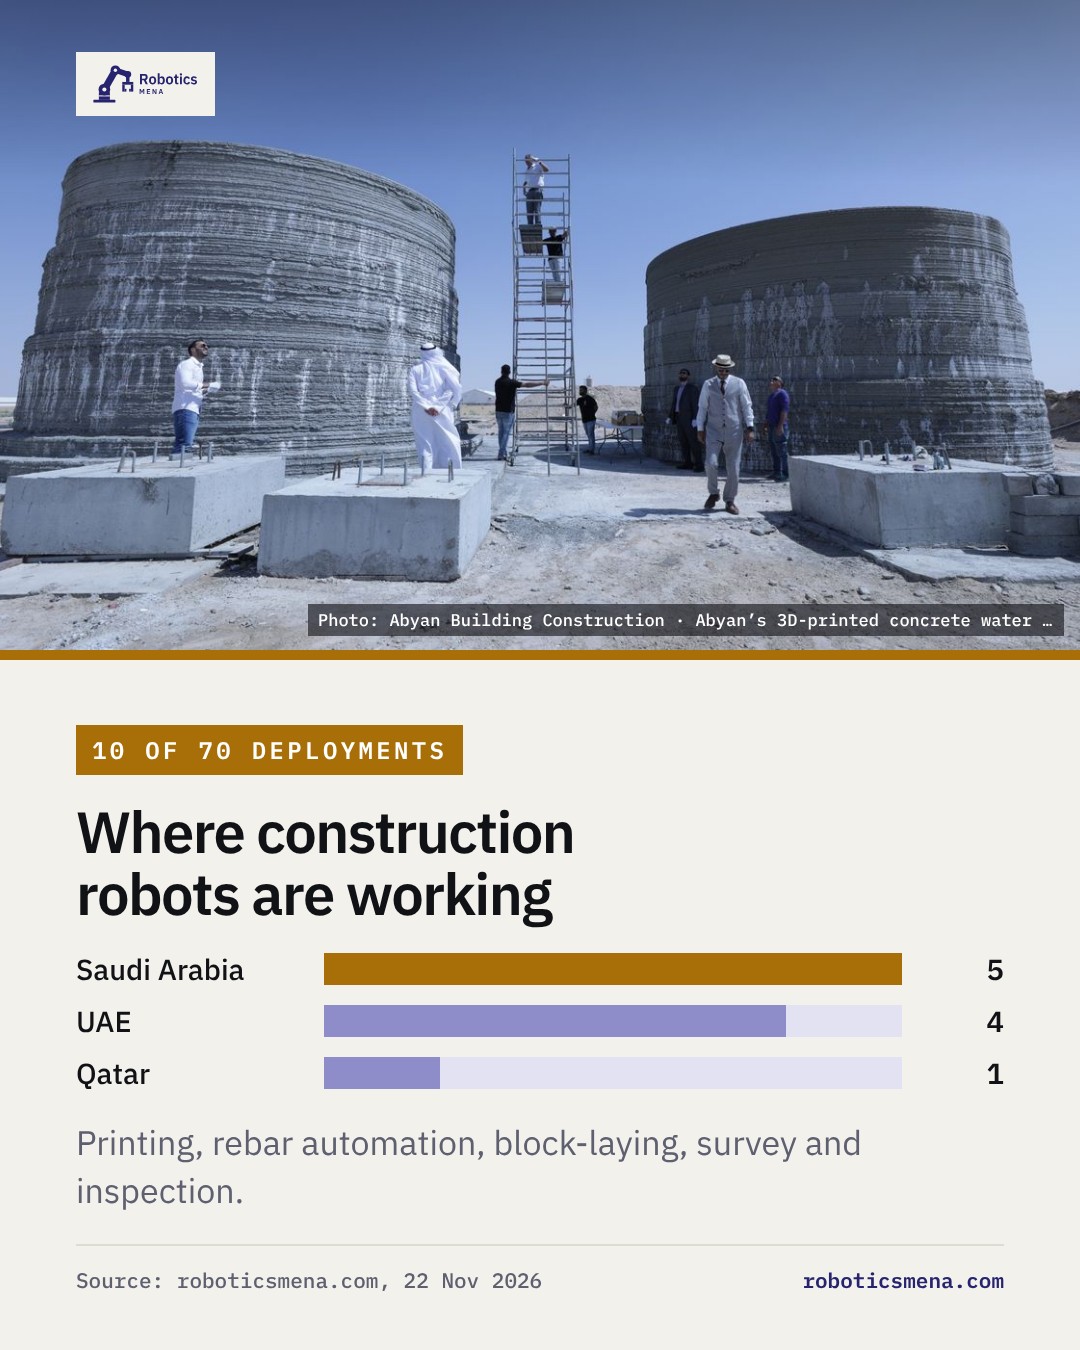 Robotics
MENA
Photo: Abyan Building Construction · Abyan’s 3D-printed concrete water …
10 OF 70 DEPLOYMENTS
Where construction
robots are working
Saudi Arabia 5
UAE 4
Qatar 1
Printing, rebar automation, block-laying, survey and
inspection.
Source: roboticsmena.com, 22 Nov 2026 roboticsmena.com